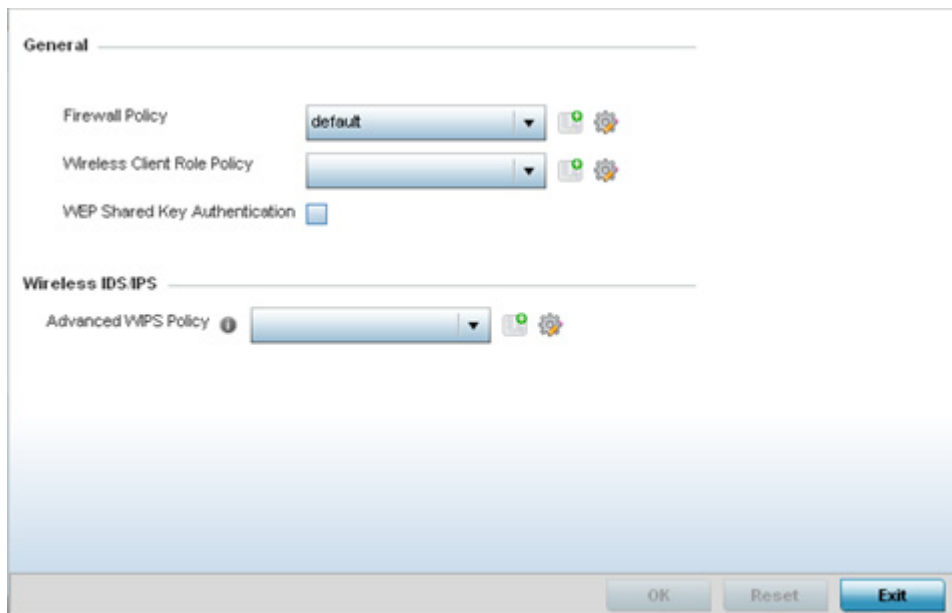 General
Firewall Policy
default
Wireless Client Role Policy
WEP Shared Key Authentication
Wireless IDS/IPS
Advanced WIPS Policy
OK
Reset
Exit